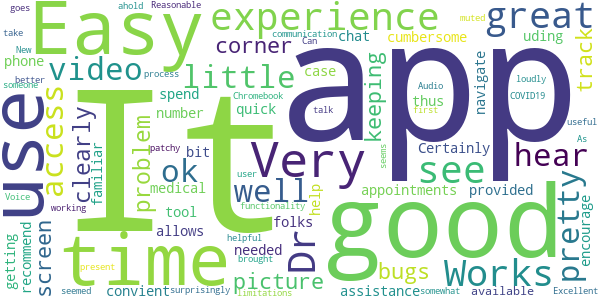 goes
ahold
Reasonable
take
New
Can
communication
muted
cumbersome
great
Easy
experience
phone
someone
video
corner
chat
uding
track
better
process
little
case
keeping
navigate
loudly
use
access
clearly
familiar
problem
spend
number
Chromebook
quick
Audio
thus
app
COVID19
talk
first
useful
As
patchy
bit
It
Very
Certainly
hear
Voice
ok
medical
user
well
help
seems
see
working
tool
functionality
appointments
provided
pretty
encourage
allows
folks
needed
Dr
good
getting
recommend
screen
time
helpful
brought
picture
bugs
Works
present
surprisingly
limitations
seemed
convient
assistance
somewhat
available
Excellent